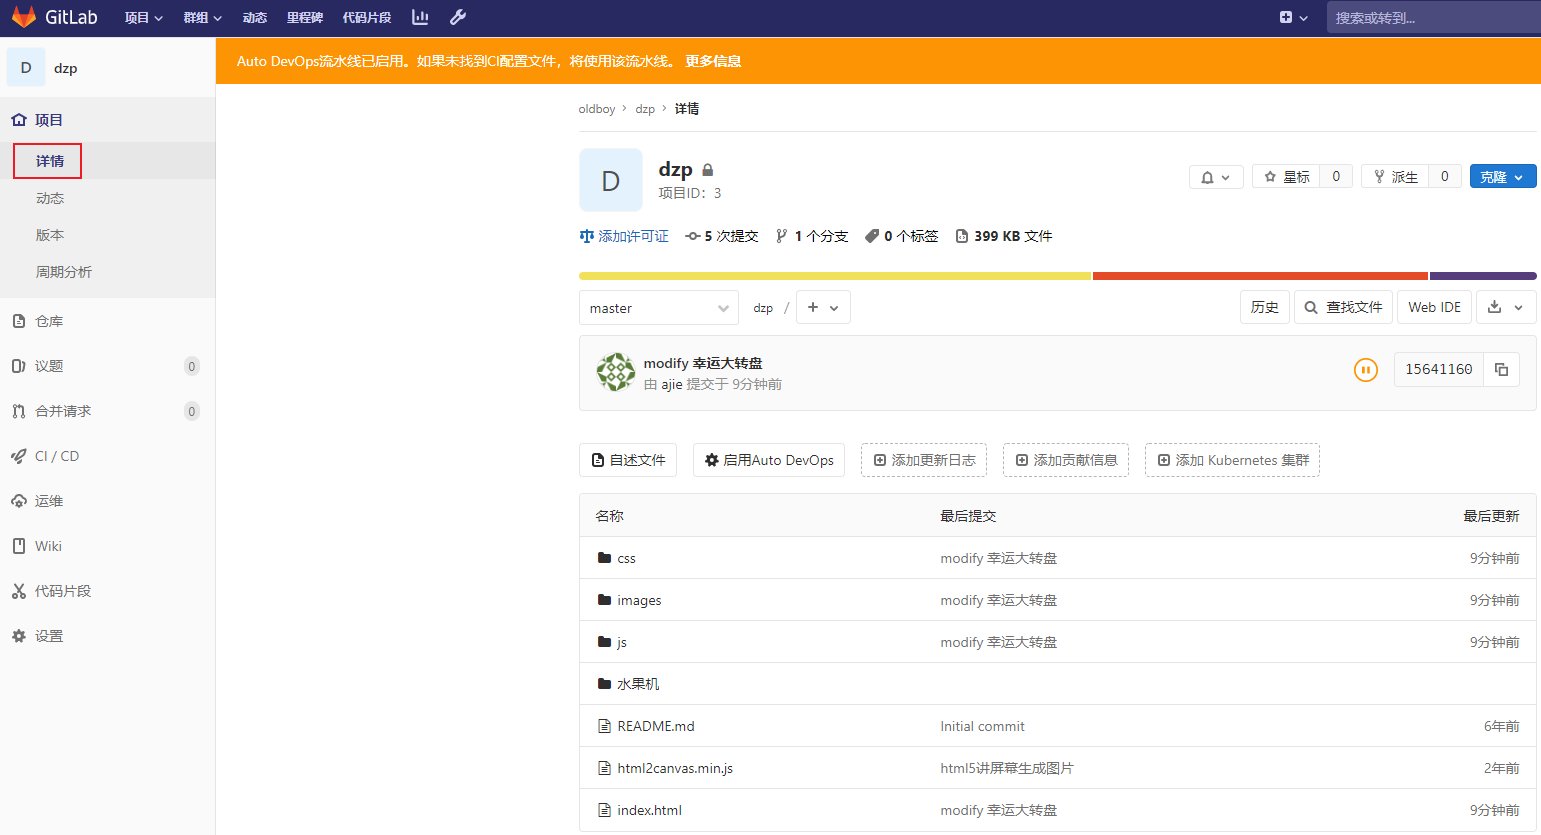 GitLab 项目 群组 动态 里程碑 代码片段 搜索或转到...
D dzp
Auto DevOps流水线已启用。如果未找到CI配置文件，将使用该流水线。 更多信息
项目
详情
动态
版本
周期分析
仓库
议题 0
合并请求 0
CI / CD
运维
Wiki
代码片段
设置
oldboy > dzp > 详情
D
dzp
项目ID：3
星标 0 派生 0 克隆
添加许可证 5 次提交 1 个分支 0 个标签 399 KB 文件
master dzp / + 历史 查找文件 Web IDE
modify 幸运大转盘
由 ajie 提交于 9分钟前
15641160
自述文件 启用Auto DevOps 添加更新日志 添加贡献信息 添加 Kubernetes 集群
名称 最后提交 最后更新
css modify 幸运大转盘 9分钟前
images modify 幸运大转盘 9分钟前
js modify 幸运大转盘 9分钟前
水果机
README.md Initial commit 6年前
html2canvas.min.js html5讲屏幕生成图片 2年前
index.html modify 幸运大转盘 9分钟前